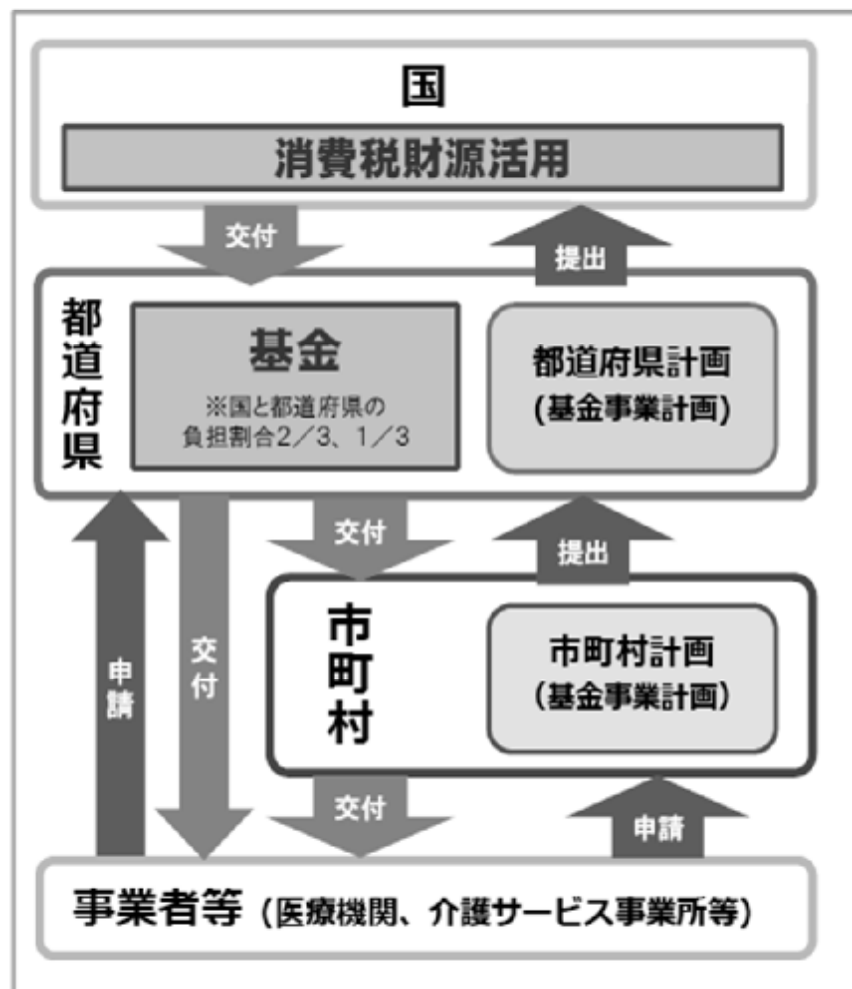 国
消費税財源活用
交付
提出
都道府県
基金
※国と都道府県の
負担割合2/3、1/3
都道府県計画
(基金事業計画)
申請
交付
交付
提出
市町村
市町村計画
(基金事業計画)
交付
申請
事業者等 (医療機関、介護サービス事業所等)